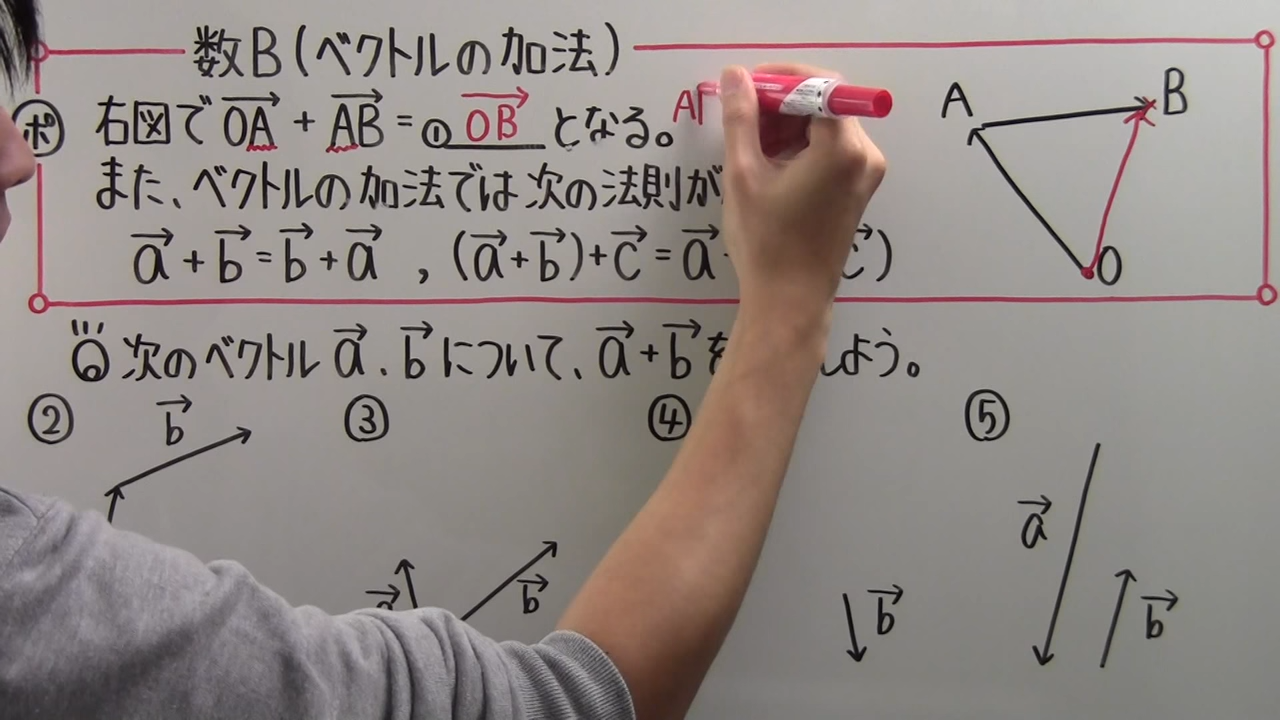 数B(ベクトルの加法)
ポ 右図で OA + AB = ① OB となる。 A
また、ベクトルの加法では次の法則が
a + b = b + a , (a + b) + c = a c)
次のベクトル a、b について、a + b を しよう。
② ③ ④ ⑤
b
a
b
b
a
b
A
B
O